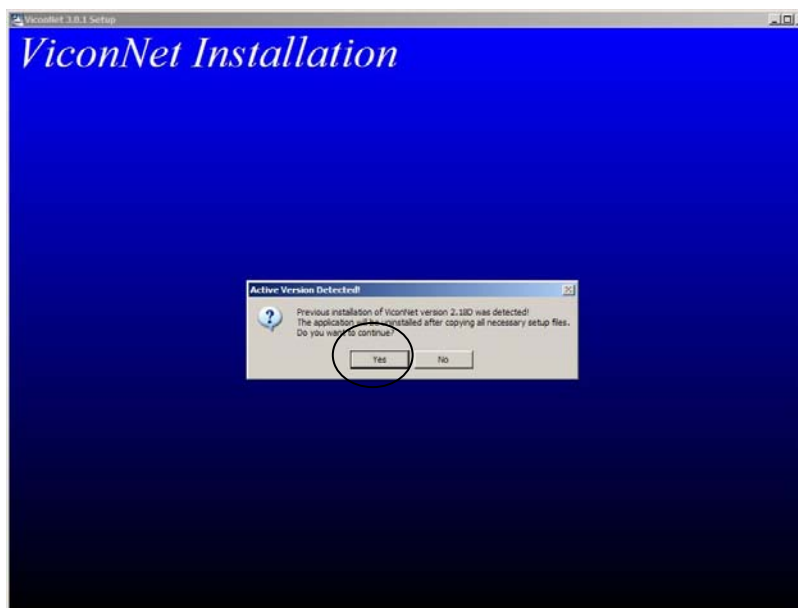 ViconNet 3.0.1 Setup
ViconNet Installation
Active Version Detected!
Previous installation of ViconNet version 2.18D was detected!
The application will be uninstalled after copying all necessary setup files.
Do you want to continue?
Yes
No